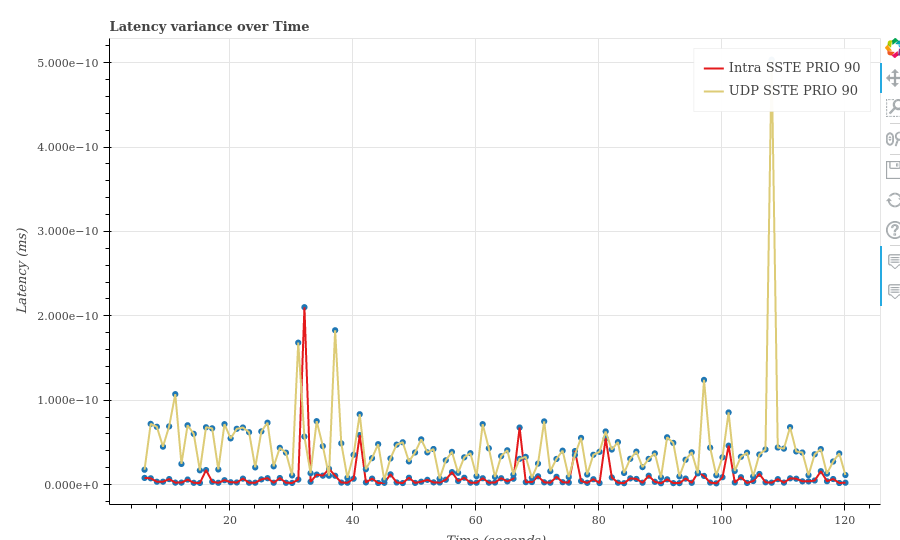 Latency variance over Time
Intra SSTE PRIO 90
UDP SSTE PRIO 90
5.000e−10
4.000e−10
3.000e−10
2.000e−10
1.000e−10
0.000e+0
Latency (ms)
20 40 60 80 100 120
Time (seconds)